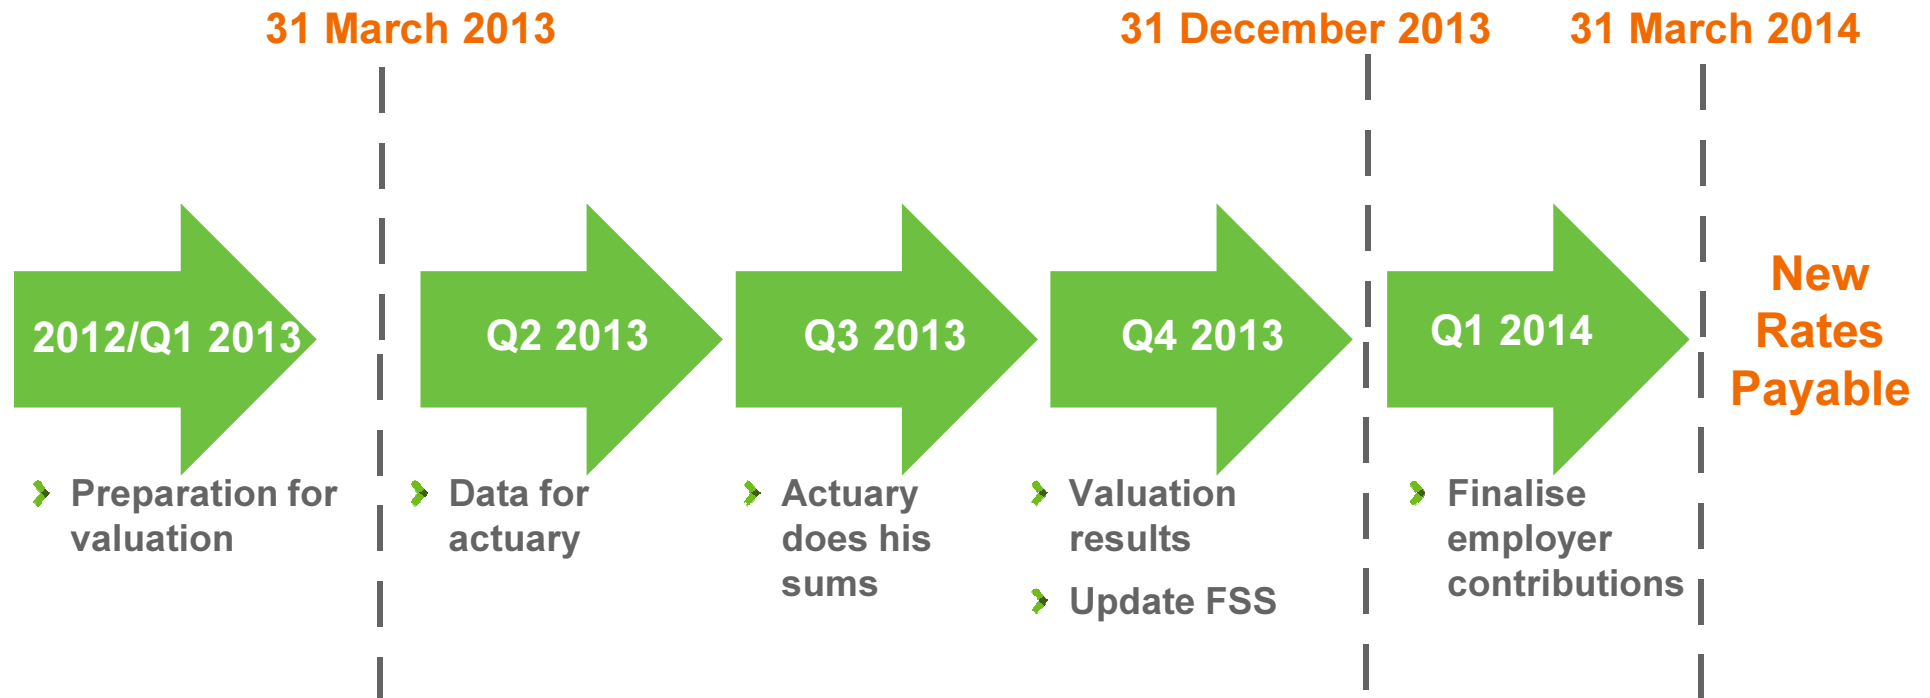 31 March 2013
31 December 2013
31 March 2014
2012/Q1 2013
Q2 2013
Q3 2013
Q4 2013
Q1 2014
New
Rates
Payable
Preparation for
valuation
Data for
actuary
Actuary
does his
sums
Valuation
results
Update FSS
Finalise
employer
contributions